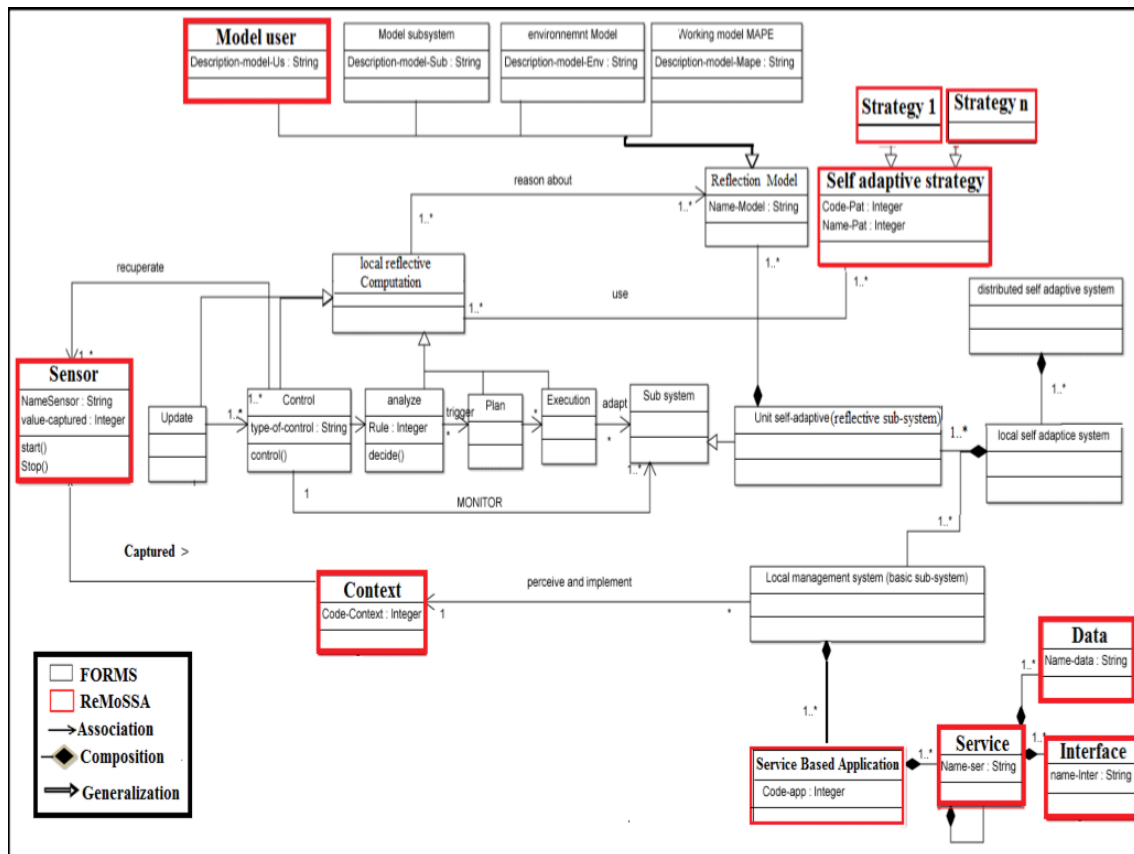 Model user
Description-model-Us : String
Model subsystem
Description-model-Sub : String
environnemnt Model
Description-model-Env : String
Working model MAPE
Description-model-Mape : String
Strategy 1
Strategy n
Self adaptive strategy
Code-Pat : Integer
Name-Pat : Integer
Reflection Model
Name-Model : String
reason about
1..*
1..*
local reflective
Computation
recuperate
1..*
use
1..*
1..*
1..*
distributed self adaptive system
1..*
Sensor
NameSensor : String
value-captured : Integer
start()
Stop()
1..*
Update
1..*
1..*
Control
type-of-control : String
control()
analyze
Rule : Integer
decide()
trigger
*
Plan
*
Execution
adapt
*
Sub system
1..*
Unit self-adaptive (reflective sub-system)
1..*
local self adaptice system
1
MONITOR
1..*
Captured >
Context
Code-Context : Integer
perceive and implement
1
*
Local management system (basic sub-system)
1..*
Data
Name-data : String
1..*
Service Based Application
Code-app : Integer
1..*
Service
Name-ser : String
1..*
Interface
name-Inter : String
FORMS
ReMoSSA
Association
Composition
Generalization